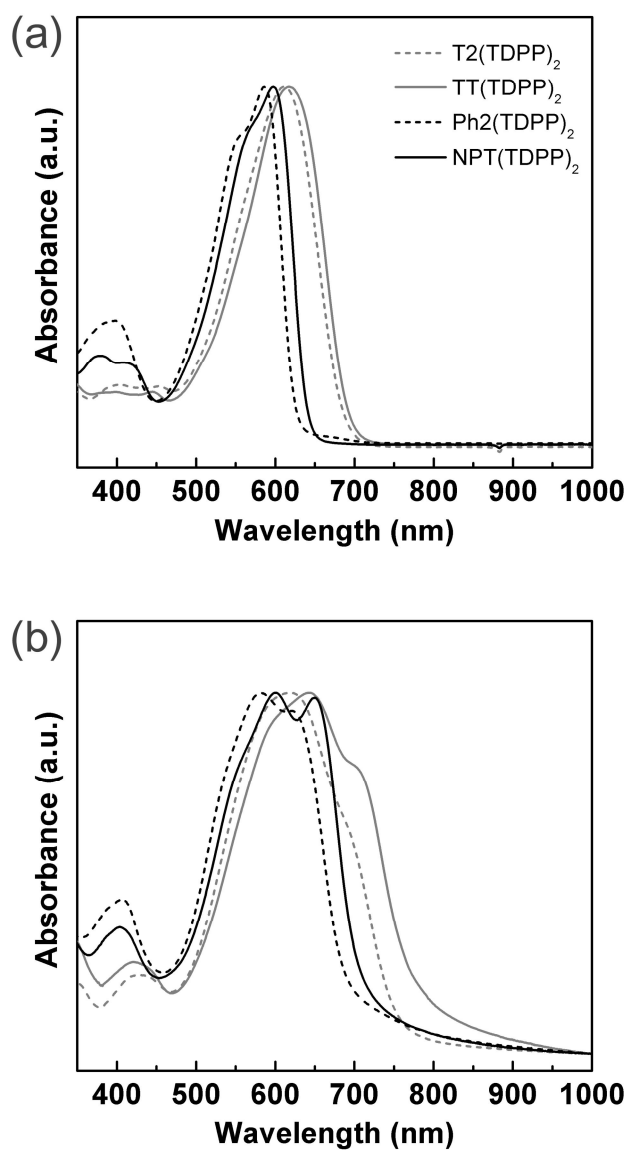 (a)
T2(TDPP)₂
TT(TDPP)₂
Ph2(TDPP)₂
NPT(TDPP)₂
Absorbance (a.u.)
400 500 600 700 800 900 1000
Wavelength (nm)
(b)
Absorbance (a.u.)
400 500 600 700 800 900 1000
Wavelength (nm)